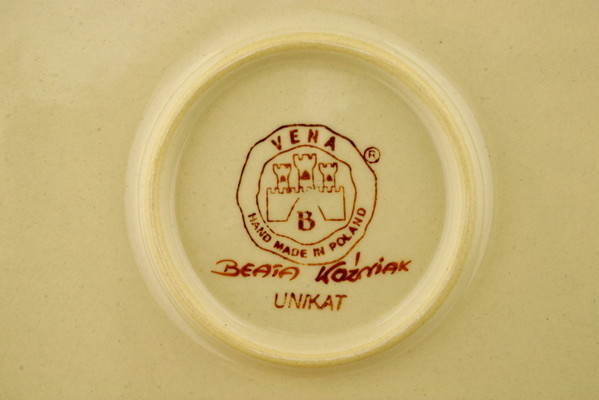 VENA
®
B
HAND MADE IN POLAND
BEATA KOŹNIAK
UNIKAT